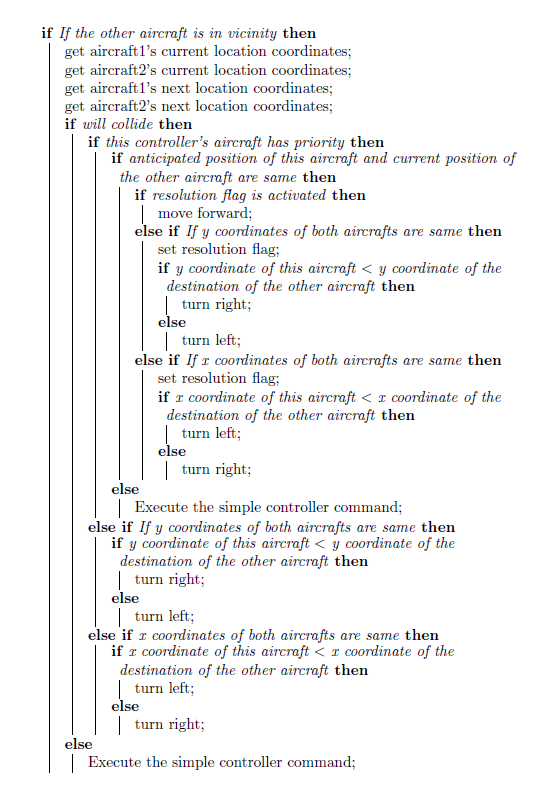 if If the other aircraft is in vicinity then
get aircraft1's current location coordinates;
get aircraft2's current location coordinates;
get aircraft1's next location coordinates;
get aircraft2's next location coordinates;
if will collide then
if this controller's aircraft has priority then
if anticipated position of this aircraft and current position of
the other aircraft are same then
if resolution flag is activated then
move forward;
else if If y coordinates of both aircrafts are same then
set resolution flag;
if y coordinate of this aircraft < y coordinate of the
destination of the other aircraft then
turn right;
else
turn left;
else if If x coordinates of both aircrafts are same then
set resolution flag;
if x coordinate of this aircraft < x coordinate of the
destination of the other aircraft then
turn left;
else
turn right;
else
Execute the simple controller command;
else if If y coordinates of both aircrafts are same then
if y coordinate of this aircraft < y coordinate of the
destination of the other aircraft then
turn right;
else
turn left;
else if x coordinates of both aircrafts are same then
if x coordinate of this aircraft < x coordinate of the
destination of the other aircraft then
turn left;
else
turn right;
else
Execute the simple controller command;